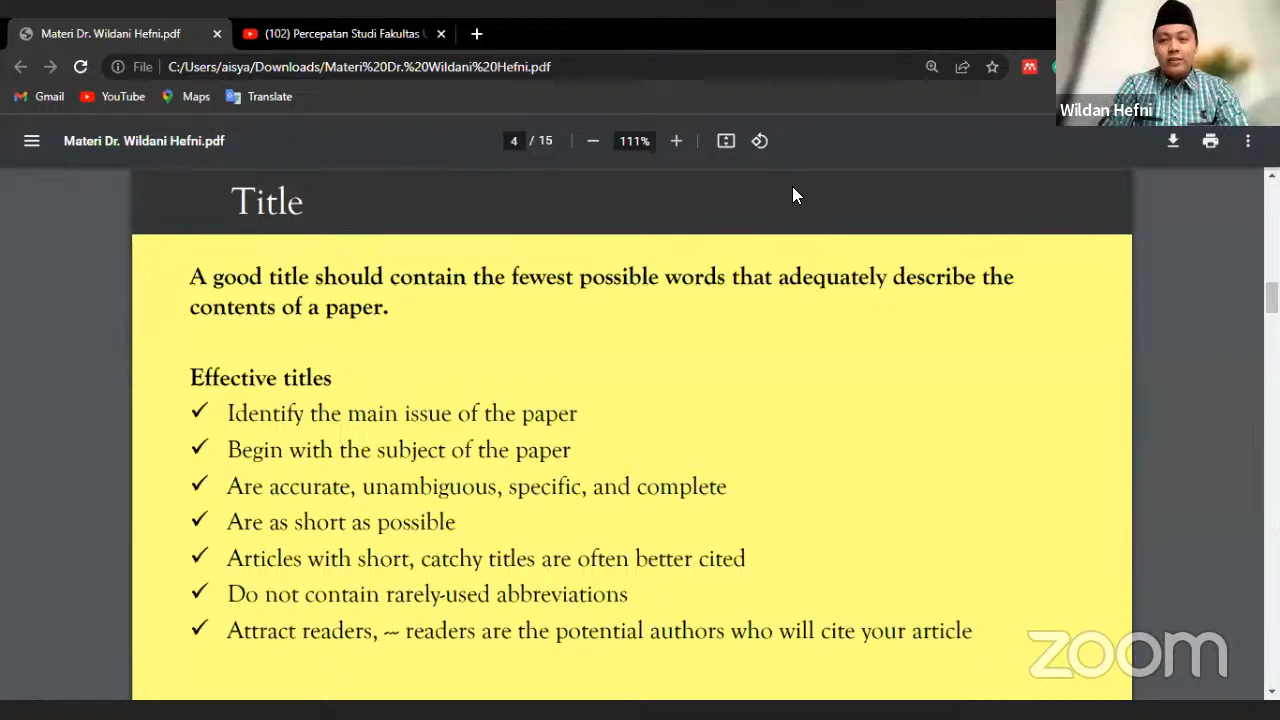 Materi Dr. Wildani Hefni.pdf
(102) Percepatan Studi Fakultas
File C:/Users/aisya/Downloads/Materi%20Dr.%20Wildani%20Hefni.pdf
Gmail YouTube Maps Translate
Wildan Hefni
Materi Dr. Wildani Hefni.pdf 4 / 15 111%
Title
A good title should contain the fewest possible words that adequately describe the
contents of a paper.
Effective titles
✓ Identify the main issue of the paper
✓ Begin with the subject of the paper
✓ Are accurate, unambiguous, specific, and complete
✓ Are as short as possible
✓ Articles with short, catchy titles are often better cited
✓ Do not contain rarely-used abbreviations
✓ Attract readers, --- readers are the potential authors who will cite your article
zoom